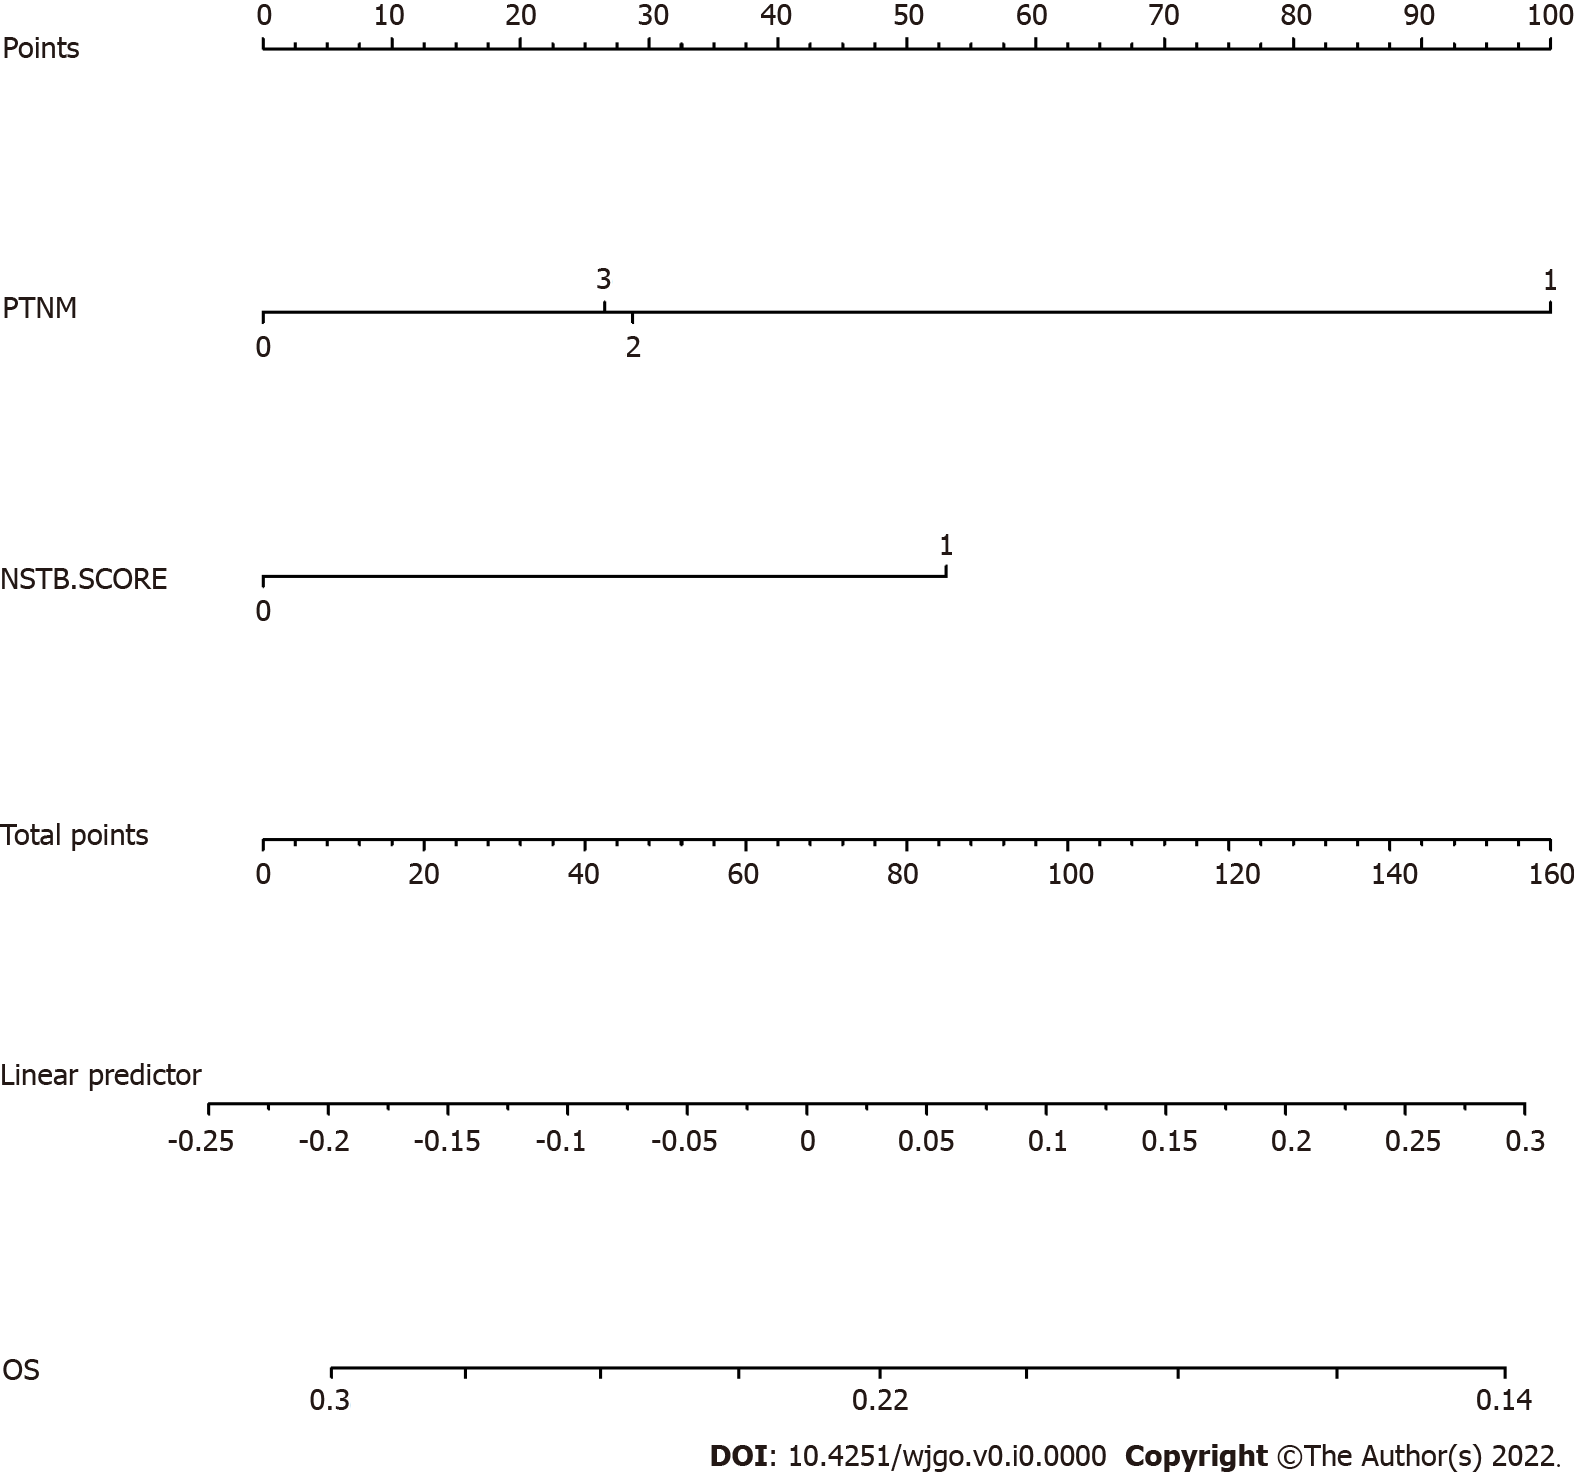 0 10 20 30 40 50 60 70 80 90 100
Points
3 1
PTNM
0 2
1
NSTB.SCORE
0
Total points
0 20 40 60 80 100 120 140 160
Linear predictor
-0.25 -0.2 -0.15 -0.1 -0.05 0 0.05 0.1 0.15 0.2 0.25 0.3
OS
0.3 0.22 0.14
DOI: 10.4251/wjgo.v0.i0.0000 Copyright ©The Author(s) 2022.